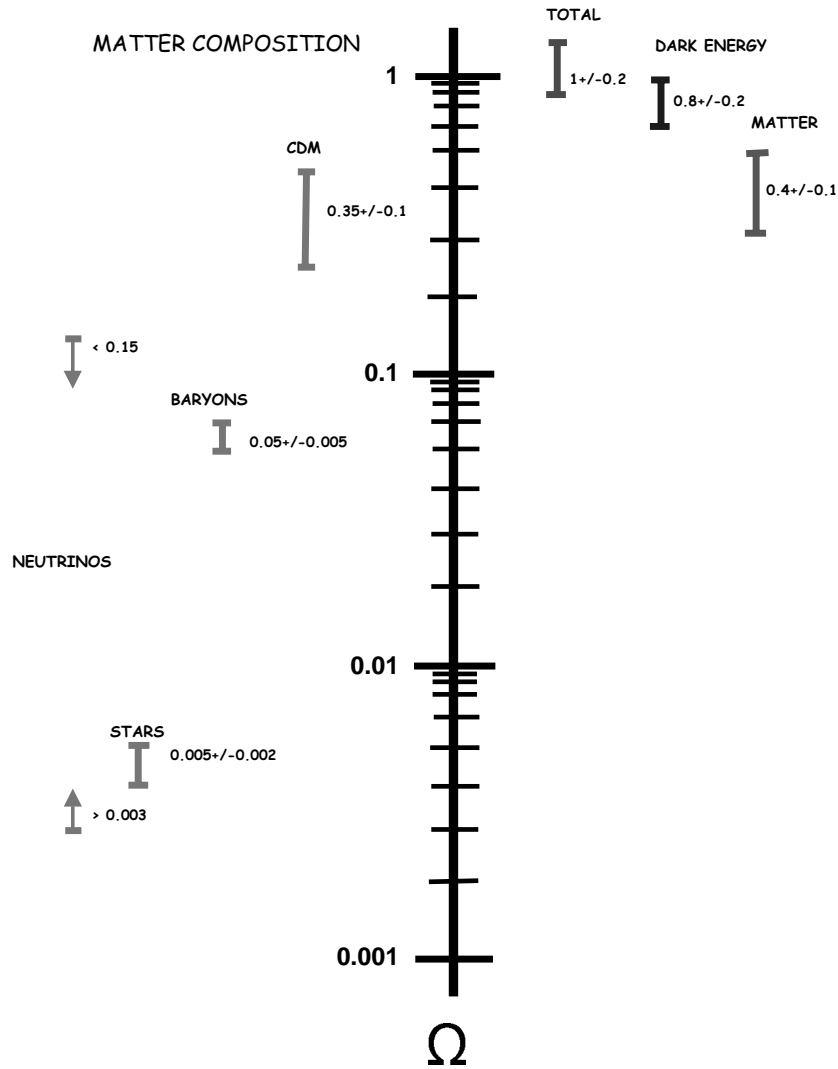 TOTAL
MATTER COMPOSITION
DARK ENERGY
1
1+/-0.2
0.8+/-0.2
MATTER
CDM
0.4+/-0.1
0.35+/-0.1
< 0.15
0.1
BARYONS
0.05+/-0.005
NEUTRINOS
0.01
STARS
0.005+/-0.002
> 0.003
0.001
Ω